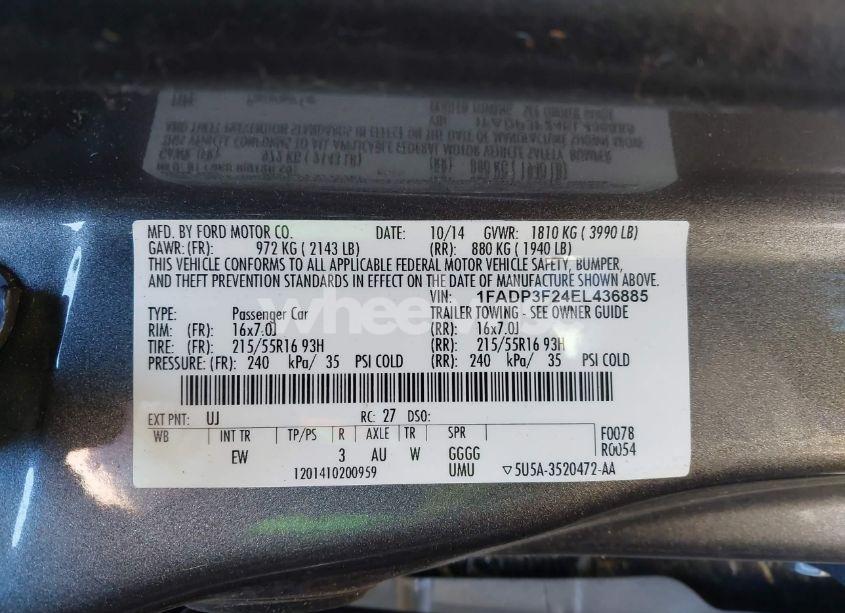 MFD. BY FORD MOTOR CO. DATE: 10/14 GVWR: 1810 KG ( 3990 LB)
GAWR: (FR): 972 KG ( 2143 LB) (RR): 880 KG ( 1940 LB)
THIS VEHICLE CONFORMS TO ALL APPLICABLE FEDERAL MOTOR VEHICLE SAFETY, BUMPER,
AND THEFT PREVENTION STANDARDS IN EFFECT ON THE DATE OF MANUFACTURE SHOWN ABOVE.
VIN: 1FADP3F24EL436885
TYPE: Passenger Car TRAILER TOWING - SEE OWNER GUIDE
RIM: (FR): 16x7.0J (RR): 16x7.0J
TIRE: (FR): 215/55R16 93H (RR): 215/55R16 93H
PRESSURE: (FR): 240 kPa/ 35 PSI COLD (RR): 240 kPa/ 35 PSI COLD
EXT PNT: UJ RC: 27 DSO:
WB INT TR TP/PS R AXLE TR SPR F0078
EW 3 AU W GGGG R0054
1201410200959 UMU ▽5U5A-3520472-AA